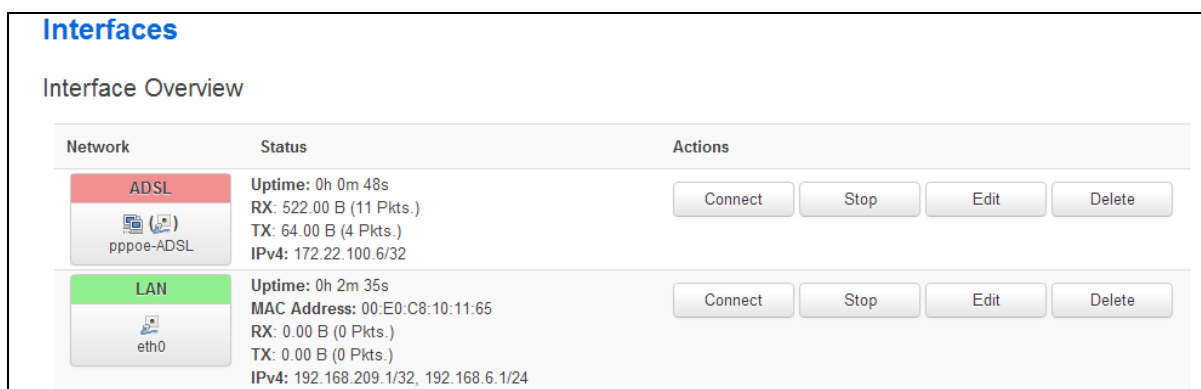 Interfaces
Interface Overview
Network Status Actions
ADSL
pppoe-ADSL
Uptime: 0h 0m 48s
RX: 522.00 B (11 Pkts.)
TX: 64.00 B (4 Pkts.)
IPv4: 172.22.100.6/32
Connect Stop Edit Delete
LAN
eth0
Uptime: 0h 2m 35s
MAC Address: 00:E0:C8:10:11:65
RX: 0.00 B (0 Pkts.)
TX: 0.00 B (0 Pkts.)
IPv4: 192.168.209.1/32, 192.168.6.1/24
Connect Stop Edit Delete